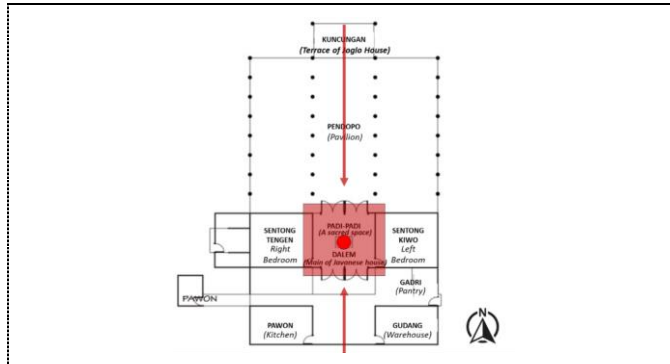 KUNCUNGAN
(Terrace of Joglo House)
PENDOPO
(Pavilion)
PADI-PADI
(A sacred space)
DALEM
(Main of Javanese house)
SENTONG
TENGEN
Right
Bedroom
SENTONG
KIWO
Left
Bedroom
GADRI
(Pantry)
PAWON
PAWON
(Kitchen)
GUDANG
(Warehouse)
N